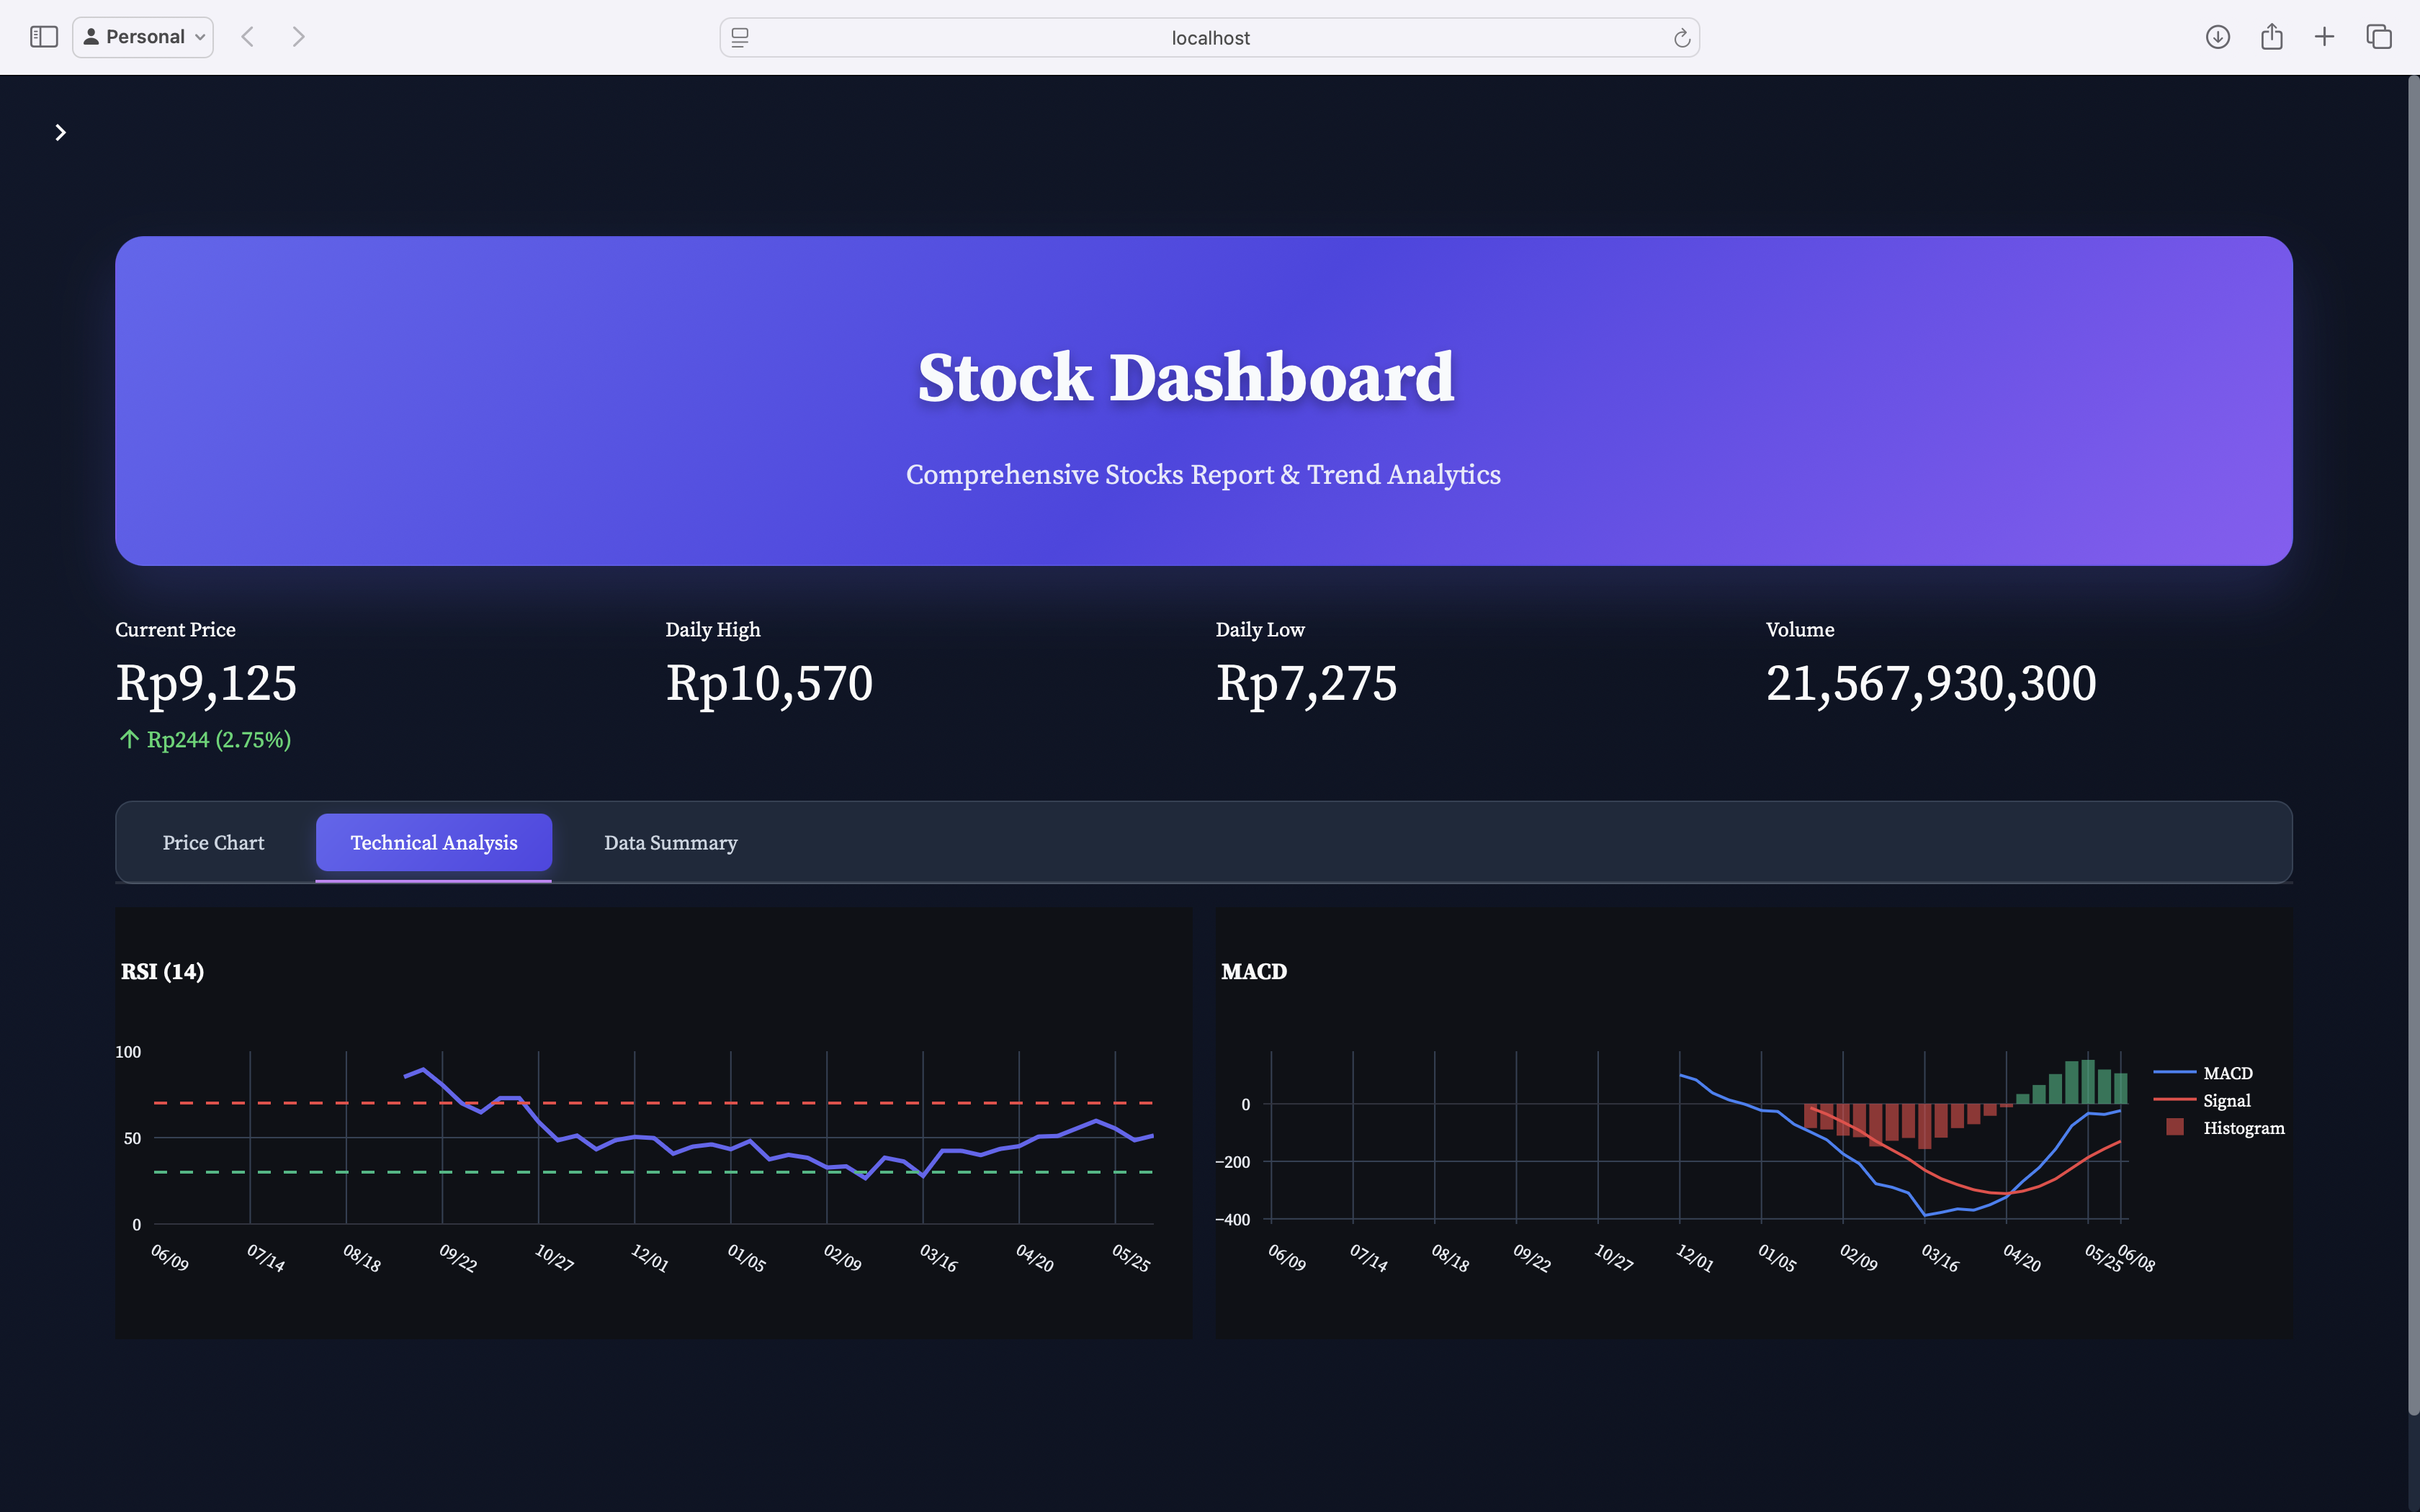 Personal
localhost
Stock Dashboard
Comprehensive Stocks Report & Trend Analytics
Current Price
Rp9,125
↑ Rp244 (2.75%)
Daily High
Rp10,570
Daily Low
Rp7,275
Volume
21,567,930,300
Price Chart
Technical Analysis
Data Summary
RSI (14)
100
50
0
06/09 07/14 08/18 09/22 10/27 12/01 01/05 02/09 03/16 04/20 05/25
MACD
0
−200
−400
06/09 07/14 08/18 09/22 10/27 12/01 01/05 02/09 03/16 04/20 05/25 06/08
MACD
Signal
Histogram